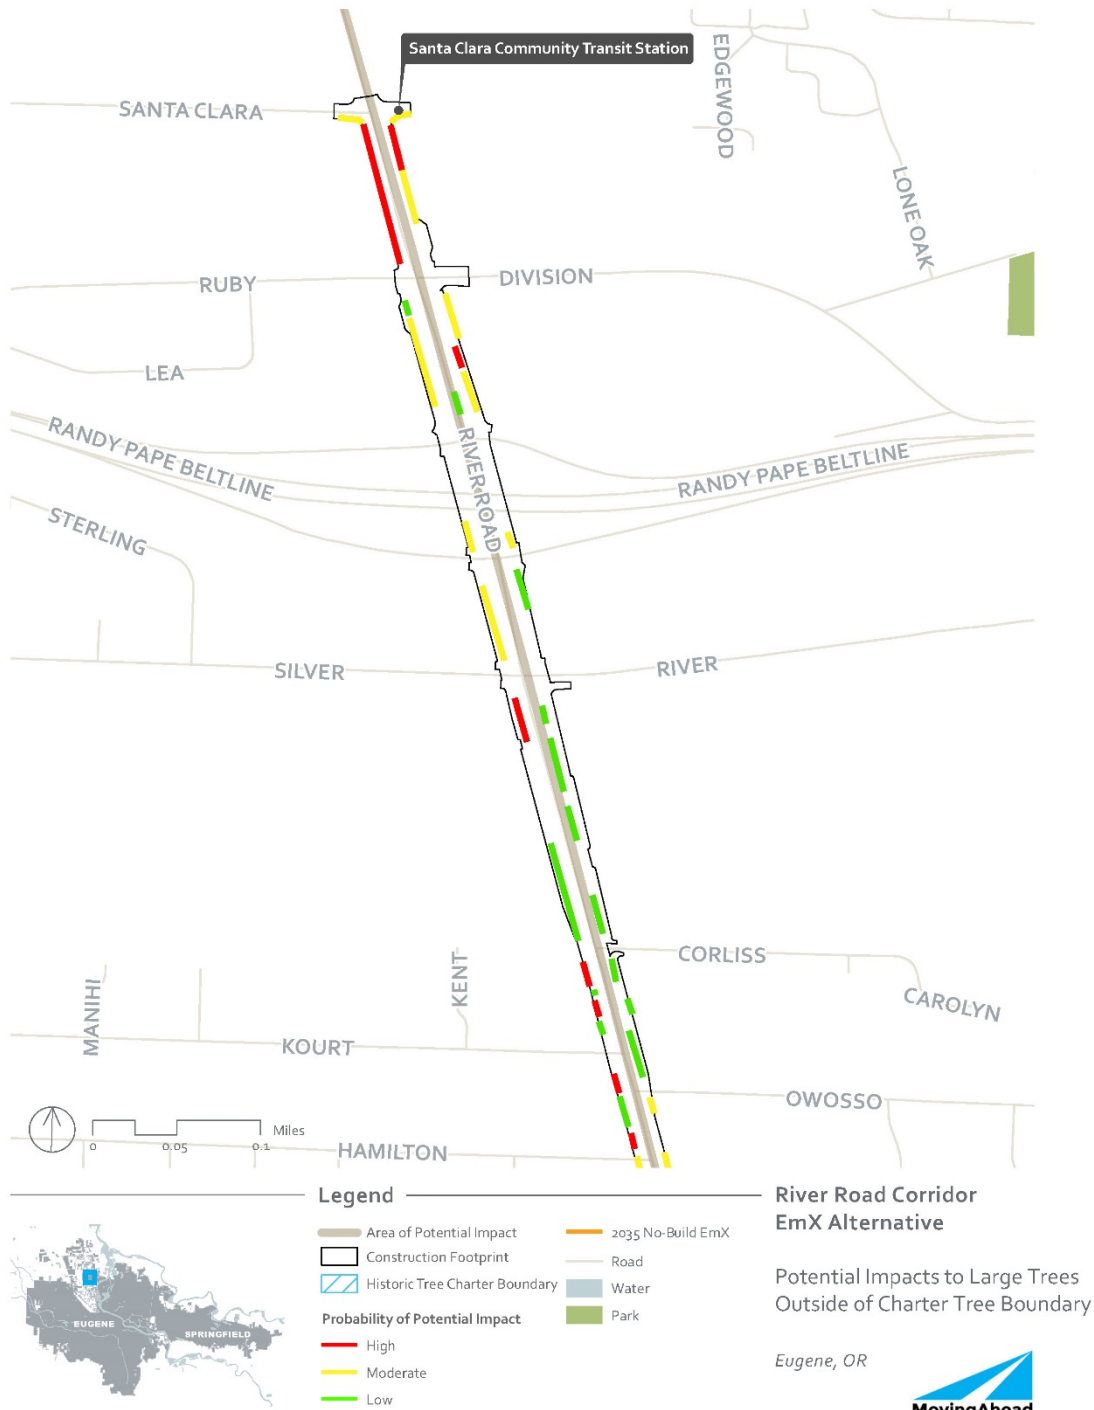 Santa Clara Community Transit Station
EDGEWOOD
SANTA CLARA
LONE OAK
RUBY
DIVISION
LEA
RANDY PAPE BELTLINE
RIVER ROAD
RANDY PAPE BELTLINE
STERLING
SILVER
RIVER
CORLISS
KENT
MANIHI
CAROLYN
KOURT
OWOSSO
Miles
0 0.05 0.1
HAMILTON
Legend
Area of Potential Impact
Construction Footprint
Historic Tree Charter Boundary
Probability of Potential Impact
High
Moderate
Low
2035 No-Build EmX
Road
Water
Park
EUGENE
SPRINGFIELD
River Road Corridor
EmX Alternative
Potential Impacts to Large Trees
Outside of Charter Tree Boundary
Eugene, OR
MovingAhead